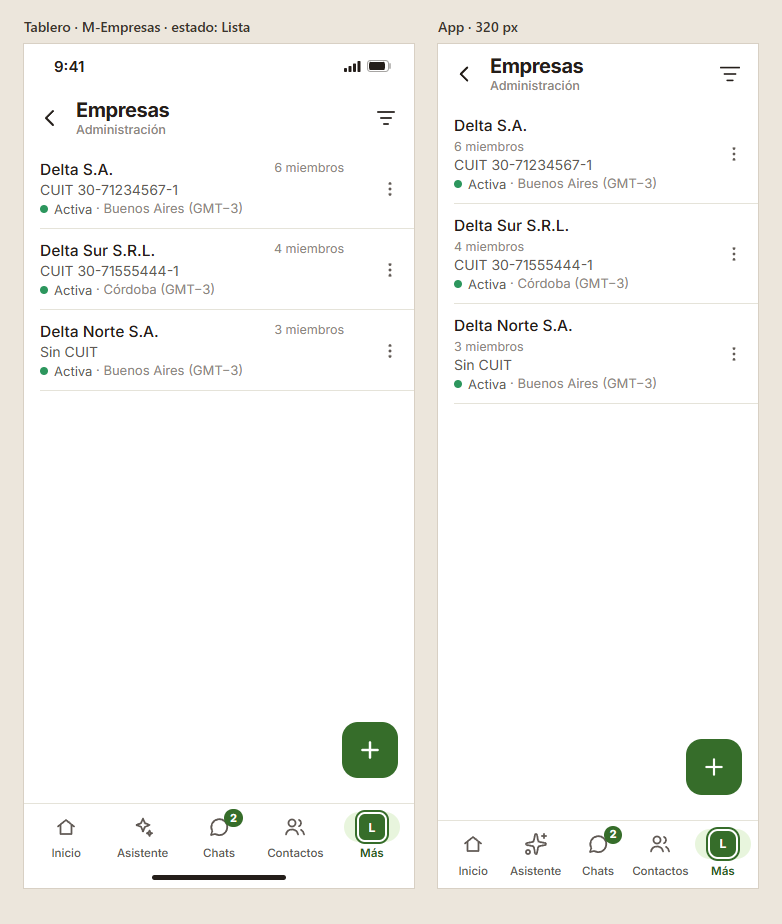 Tablero · M-Empresas · estado: Lista
9:41
Empresas
Administración
Delta S.A.
6 miembros
CUIT 30-71234567-1
Activa · Buenos Aires (GMT−3)
Delta Sur S.R.L.
4 miembros
CUIT 30-71555444-1
Activa · Córdoba (GMT−3)
Delta Norte S.A.
3 miembros
Sin CUIT
Activa · Buenos Aires (GMT−3)
2
L
Inicio
Asistente
Chats
Contactos
Más
App · 320 px
Empresas
Administración
Delta S.A.
6 miembros
CUIT 30-71234567-1
Activa · Buenos Aires (GMT−3)
Delta Sur S.R.L.
4 miembros
CUIT 30-71555444-1
Activa · Córdoba (GMT−3)
Delta Norte S.A.
3 miembros
Sin CUIT
Activa · Buenos Aires (GMT−3)
2
L
Inicio
Asistente
Chats
Contactos
Más